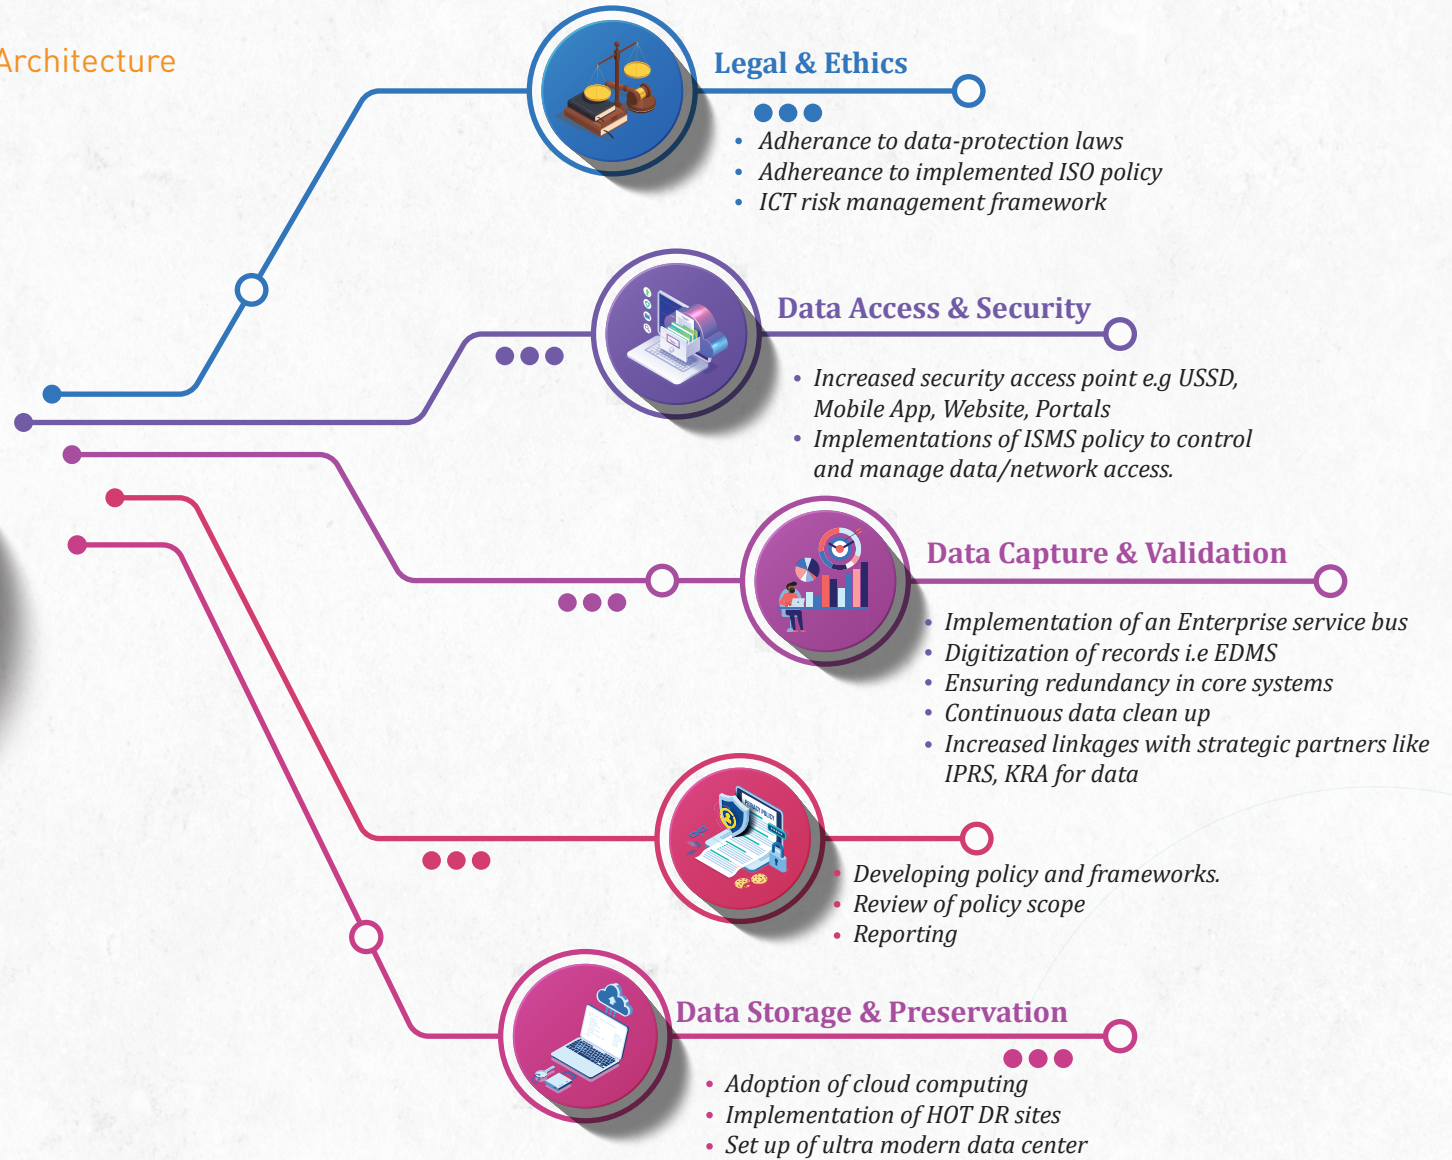 Architecture
Legal & Ethics
• Adherance to data-protection laws
• Adhereance to implemented ISO policy
• ICT risk management framework
Data Access & Security
• Increased security access point e.g USSD,
Mobile App, Website, Portals
• Implementations of ISMS policy to control
and manage data/network access.
Data Capture & Validation
• Implementation of an Enterprise service bus
• Digitization of records i.e EDMS
• Ensuring redundancy in core systems
• Continuous data clean up
• Increased linkages with strategic partners like
IPRS, KRA for data
PRIVACY POLICY
• Developing policy and frameworks.
• Review of policy scope
• Reporting
Data Storage & Preservation
• Adoption of cloud computing
• Implementation of HOT DR sites
• Set up of ultra modern data center